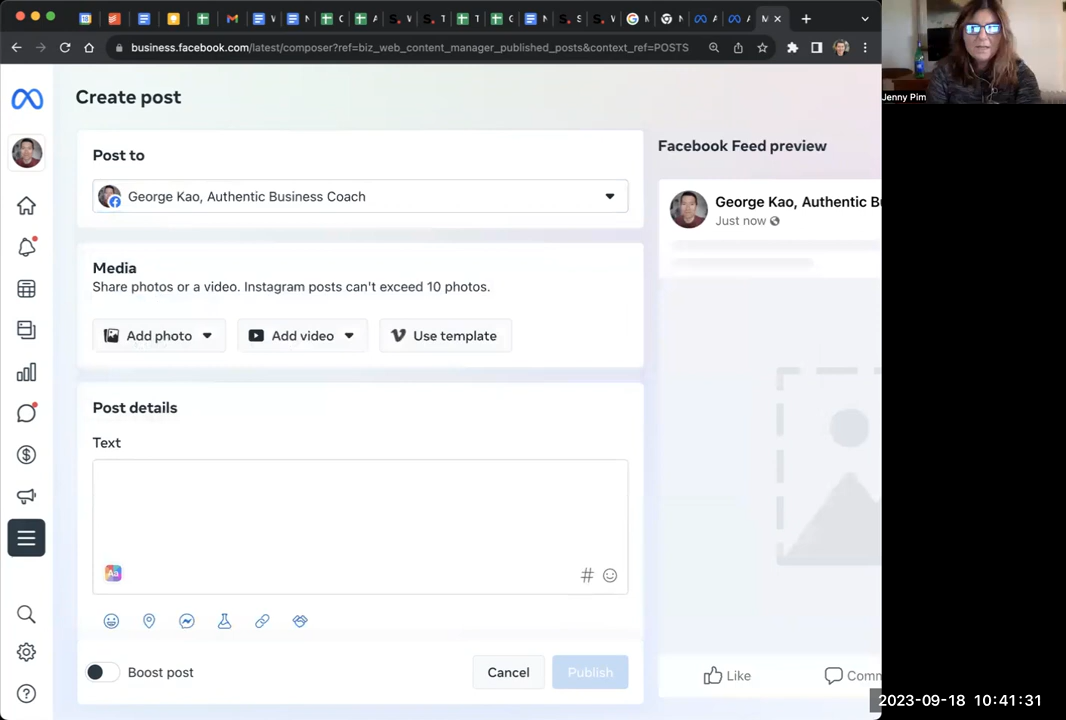 W
N
C
A
W
T
T
G
N
S
W
M
N
A
A
M
business.facebook.com/latest/composer?ref=biz_web_content_manager_published_posts&context_ref=POSTS
Jenny Pim
Create post
Post to
George Kao, Authentic Business Coach
Facebook Feed preview
George Kao, Authentic B
Just now
Media
Share photos or a video. Instagram posts can't exceed 10 photos.
Add photo
Add video
Use template
Post details
Text
Aa
#
Boost post
Cancel
Publish
Like
Comm
2023-09-18 10:41:31